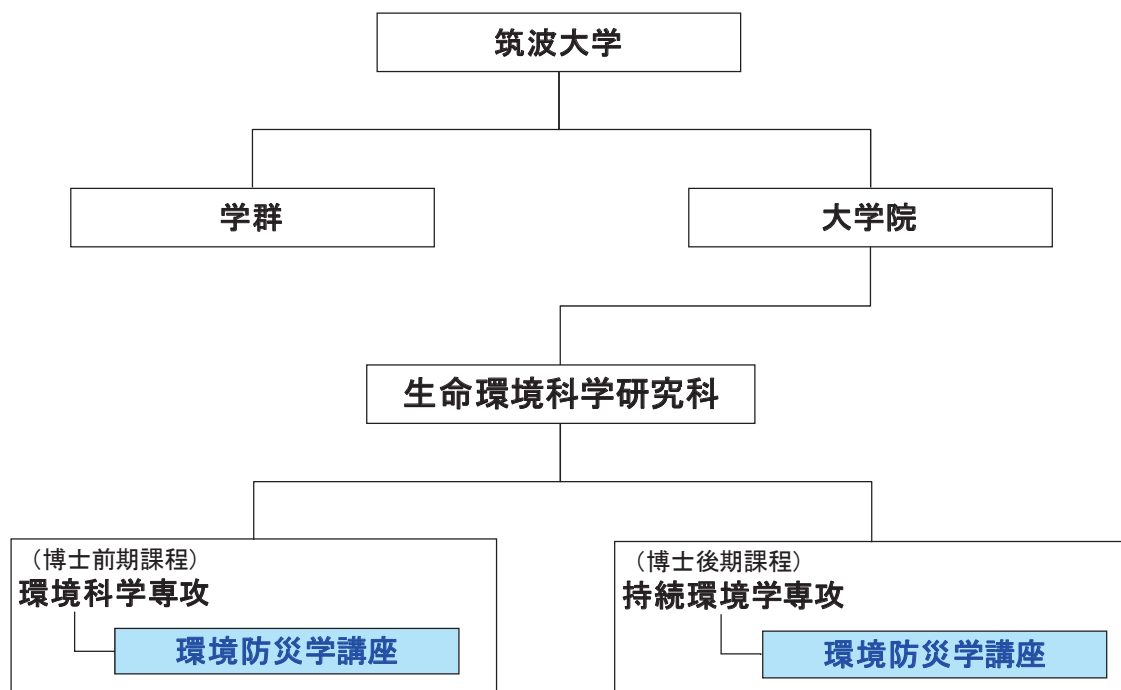 筑波大学
学群
大学院
生命環境科学研究科
（博士前期課程）
環境科学専攻
環境防災学講座
（博士後期課程）
持続環境学専攻
環境防災学講座